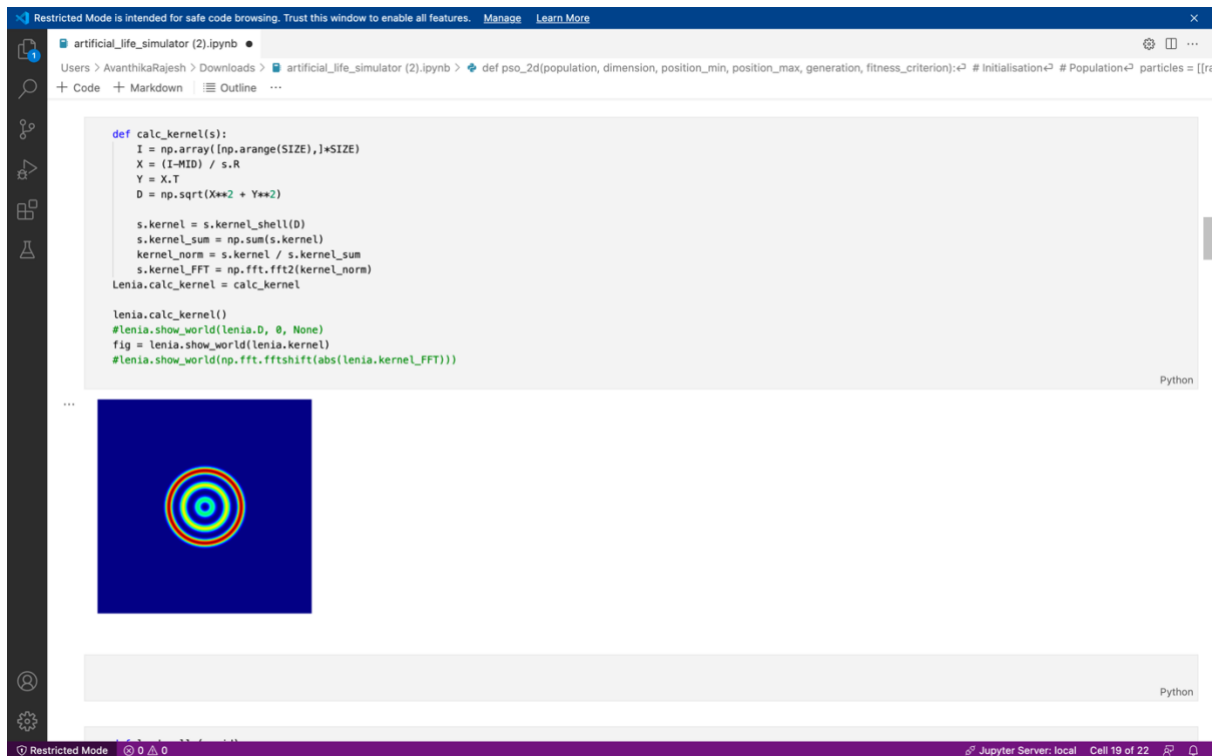 Restricted Mode is intended for safe code browsing. Trust this window to enable all features. Manage Learn More
artificial_life_simulator (2).ipynb
Users > AvanthikaRajesh > Downloads > artificial_life_simulator (2).ipynb > def pso_2d(population, dimension, position_min, position_max, generation, fitness_criterion):↵ # Initialisation↵ # Population↵ particles = [[ra
+ Code + Markdown Outline ...
def calc_kernel(s):
    I = np.array([np.arange(SIZE),]*SIZE)
    X = (I-MID) / s.R
    Y = X.T
    D = np.sqrt(X**2 + Y**2)
    s.kernel = s.kernel_shell(D)
    s.kernel_sum = np.sum(s.kernel)
    kernel_norm = s.kernel / s.kernel_sum
    s.kernel_FFT = np.fft.fft2(kernel_norm)
Lenia.calc_kernel = calc_kernel
lenia.calc_kernel()
#lenia.show_world(lenia.D, 0, None)
fig = lenia.show_world(lenia.kernel)
#lenia.show_world(np.fft.fftshift(abs(lenia.kernel_FFT)))
Python
...
Python
1
Restricted Mode 0 0 Jupyter Server: local Cell 19 of 22